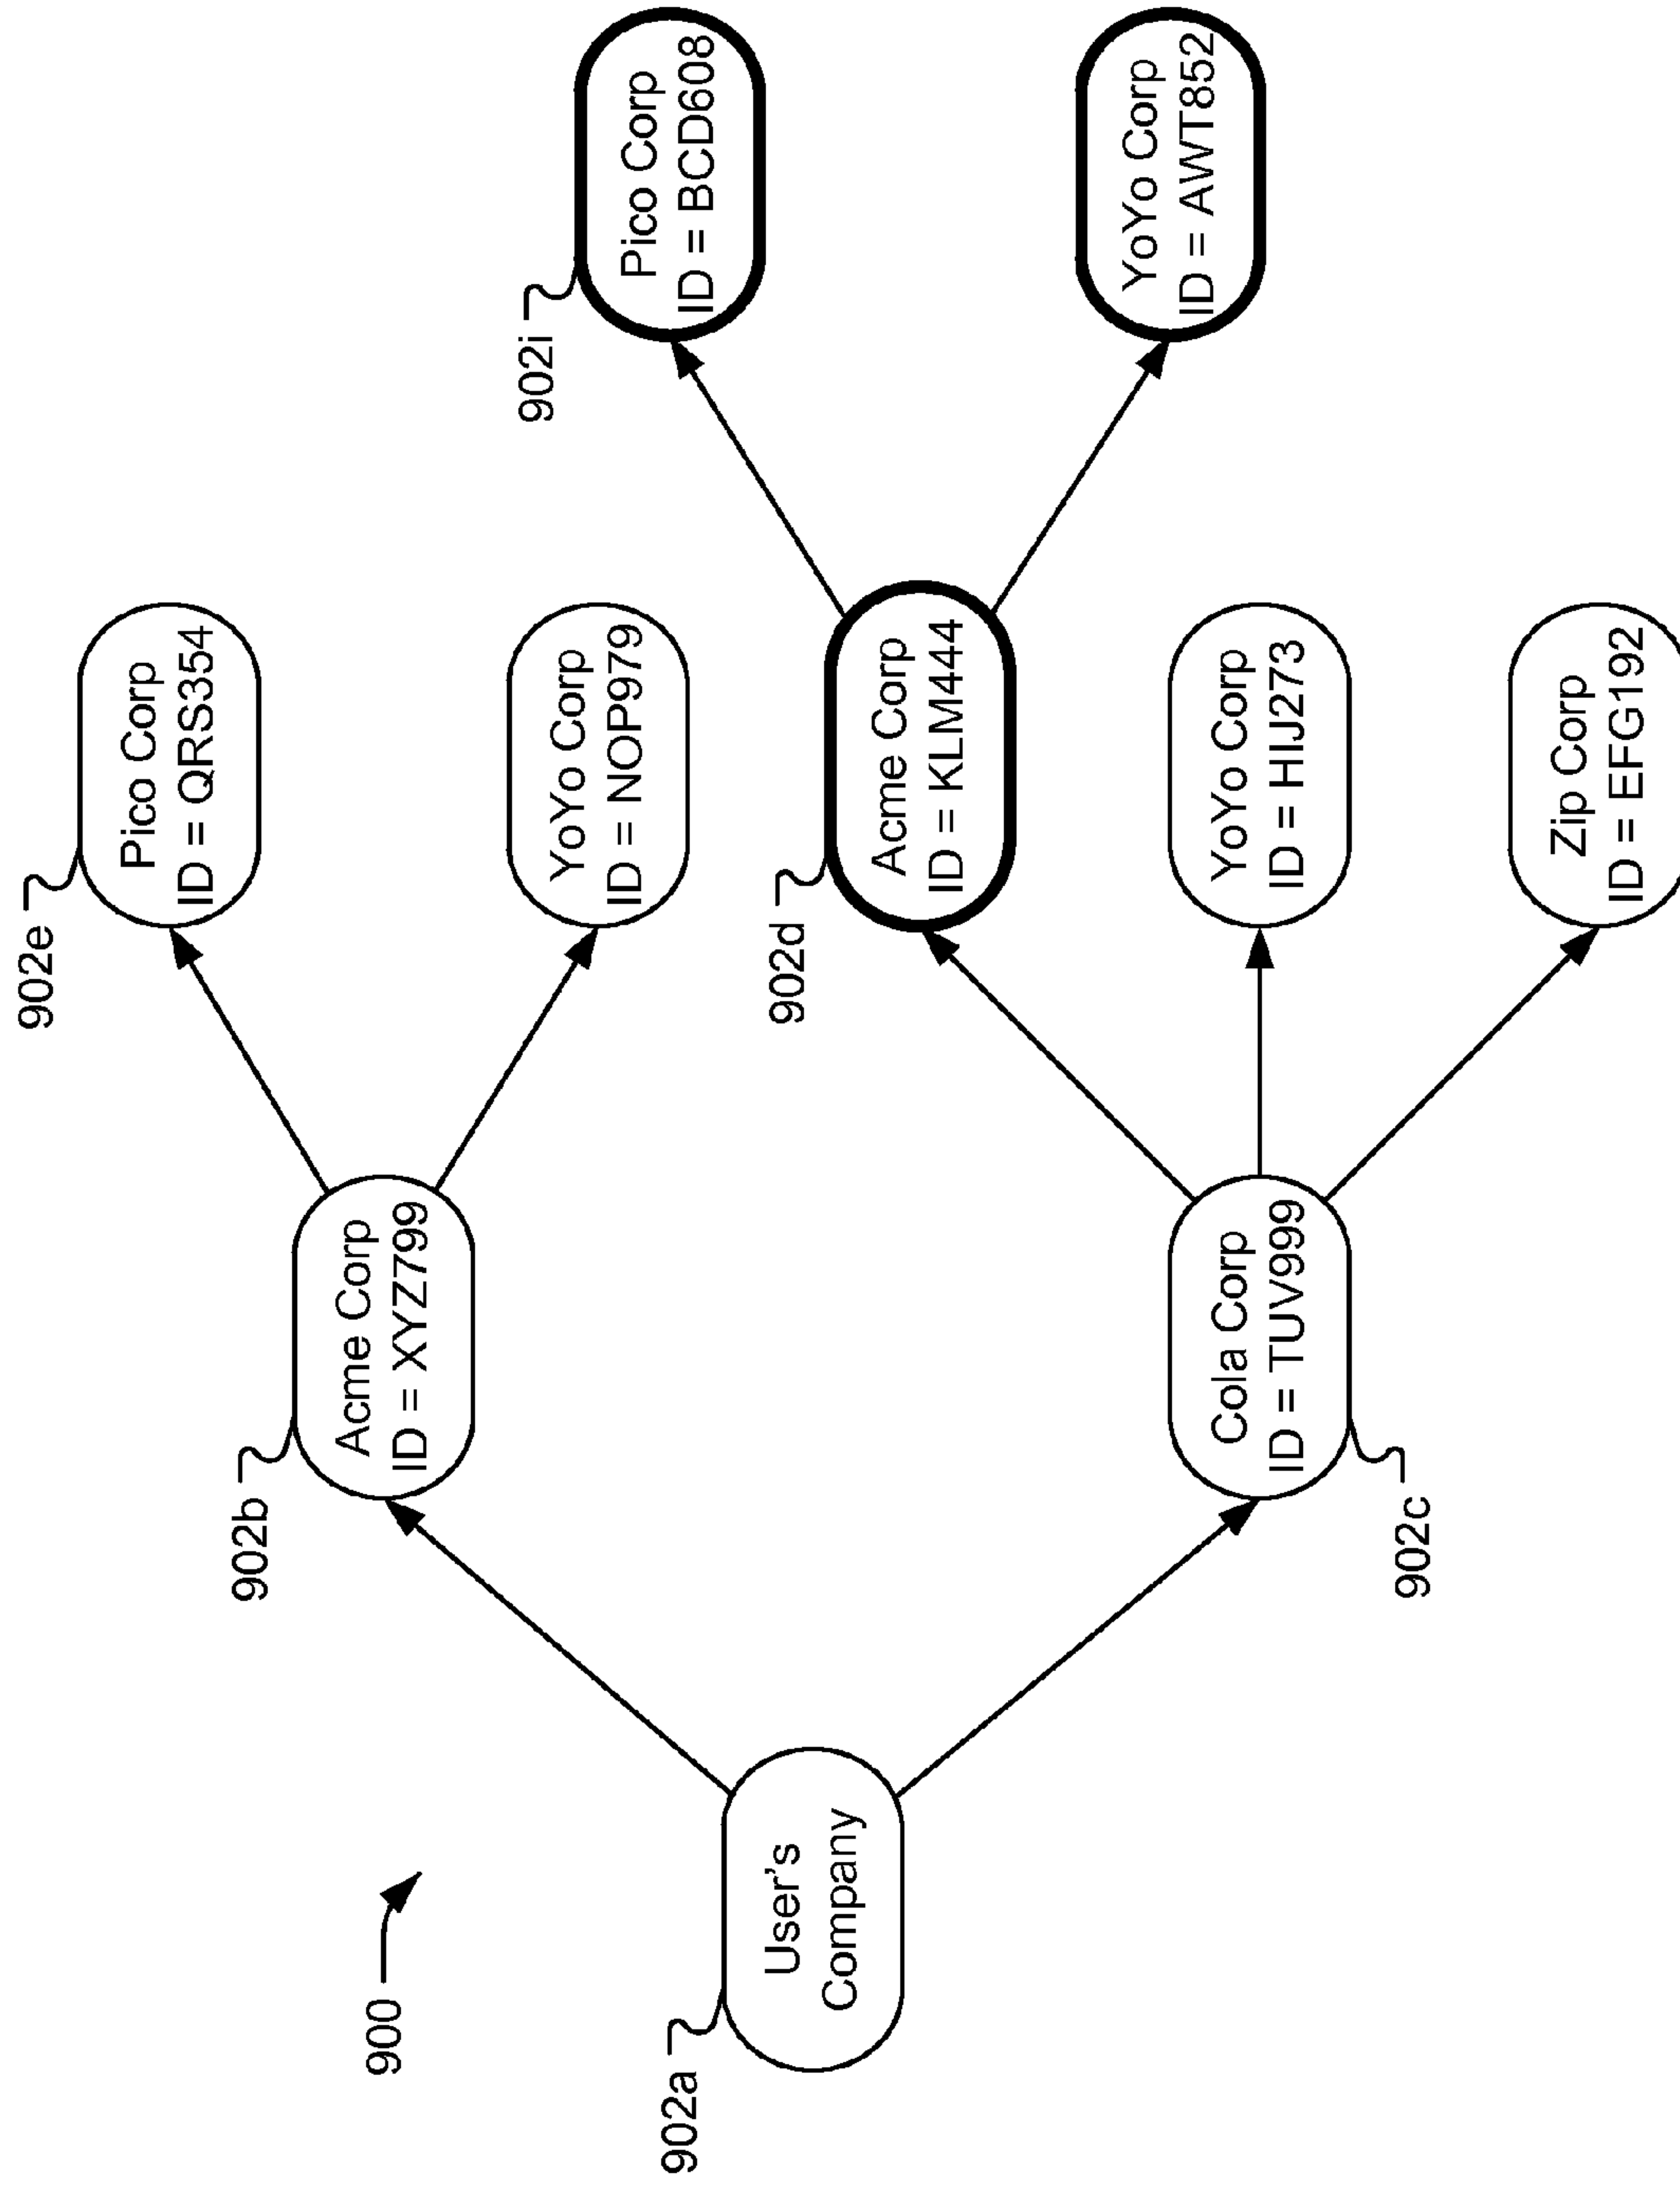 900
902a
User's
Company
902b
Acme Corp
ID = XYZ799
902c
Cola Corp
ID = TUV999
902e
Pico Corp
ID = QRS354
YoYo Corp
ID = NOP979
902d
Acme Corp
ID = KLM444
YoYo Corp
ID = HIJ273
Zip Corp
ID = EFG192
902i
Pico Corp
ID = BCD608
YoYo Corp
ID = AWT852